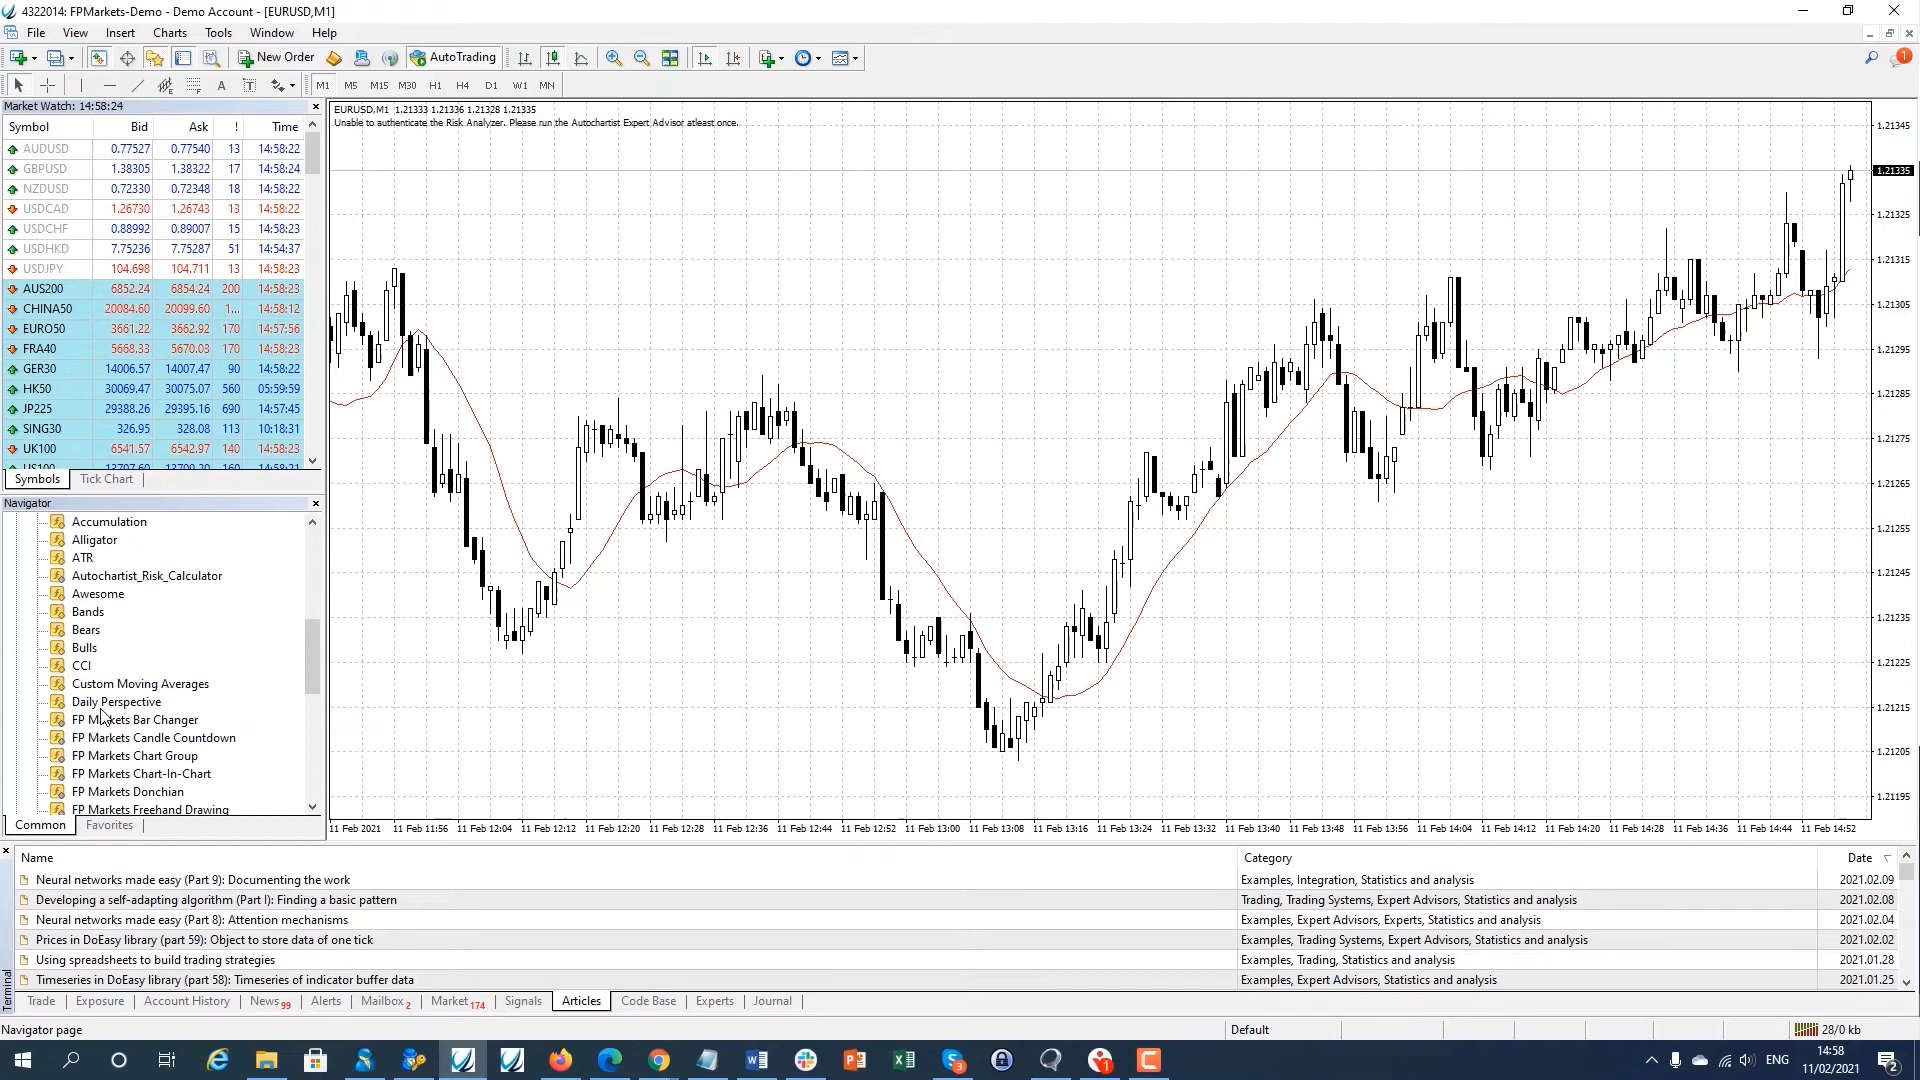 4322014: FPMarkets-Demo - Demo Account - [EURUSD,M1]
File View Insert Charts Tools Window Help
New Order AutoTrading 1
A T M1 M5 M15 M30 H1 H4 D1 W1 MN
Market Watch: 14:58:24
Symbol Bid Ask ! Time
AUDUSD 0.77527 0.77540 13 14:58:22
GBPUSD 1.38305 1.38322 17 14:58:24
NZDUSD 0.72330 0.72348 18 14:58:22
USDCAD 1.26730 1.26743 13 14:58:22
USDCHF 0.88992 0.89007 15 14:58:23
USDHKD 7.75236 7.75287 51 14:54:37
USDJPY 104.698 104.711 13 14:58:23
AUS200 6852.24 6854.24 200 14:58:23
CHINA50 20084.60 20099.60 1... 14:58:12
EURO50 3661.22 3662.92 170 14:57:56
FRA40 5668.33 5670.03 170 14:58:23
GER30 14006.57 14007.47 90 14:58:22
HK50 30069.47 30075.07 560 05:59:59
JP225 29388.26 29395.16 690 14:57:45
SING30 326.95 328.08 113 10:18:31
UK100 6541.57 6542.97 140 14:58:23
US100 13707.60 13709.20 160 14:58:21
Symbols Tick Chart
Navigator
Accumulation
Alligator
ATR
Autochartist_Risk_Calculator
Awesome
Bands
Bears
Bulls
CCI
Custom Moving Averages
Daily Perspective
FP Markets Bar Changer
FP Markets Candle Countdown
FP Markets Chart Group
FP Markets Chart-In-Chart
FP Markets Donchian
FP Markets Freehand Drawing
Common Favorites
EURUSD,M1 1.21333 1.21336 1.21328 1.21335
Unable to authenticate the Risk Analyzer. Please run the Autochartist Expert Advisor atleast once.
1.21345
1.21335
1.21325
1.21315
1.21305
1.21295
1.21285
1.21275
1.21265
1.21255
1.21245
1.21235
1.21225
1.21215
1.21205
1.21195
11 Feb 2021 11 Feb 11:56 11 Feb 12:04 11 Feb 12:12 11 Feb 12:20 11 Feb 12:28 11 Feb 12:36 11 Feb 12:44 11 Feb 12:52 11 Feb 13:00 11 Feb 13:08 11 Feb 13:16 11 Feb 13:24 11 Feb 13:32 11 Feb 13:40 11 Feb 13:48 11 Feb 13:56 11 Feb 14:04 11 Feb 14:12 11 Feb 14:20 11 Feb 14:28 11 Feb 14:36 11 Feb 14:44 11 Feb 14:52
Name Category Date
Neural networks made easy (Part 9): Documenting the work Examples, Integration, Statistics and analysis 2021.02.09
Developing a self-adapting algorithm (Part I): Finding a basic pattern Trading, Trading Systems, Expert Advisors, Statistics and analysis 2021.02.08
Neural networks made easy (Part 8): Attention mechanisms Examples, Expert Advisors, Experts, Statistics and analysis 2021.02.04
Prices in DoEasy library (part 59): Object to store data of one tick Examples, Trading Systems, Expert Advisors, Statistics and analysis 2021.02.02
Using spreadsheets to build trading strategies Examples, Trading, Statistics and analysis 2021.01.28
Timeseries in DoEasy library (part 58): Timeseries of indicator buffer data Examples, Expert Advisors, Statistics and analysis 2021.01.25
Terminal
Trade Exposure Account History News 99 Alerts Mailbox 2 Market 174 Signals Articles Code Base Experts Journal
Navigator page Default 28/0 kb
ENG 14:58
11/02/2021 2